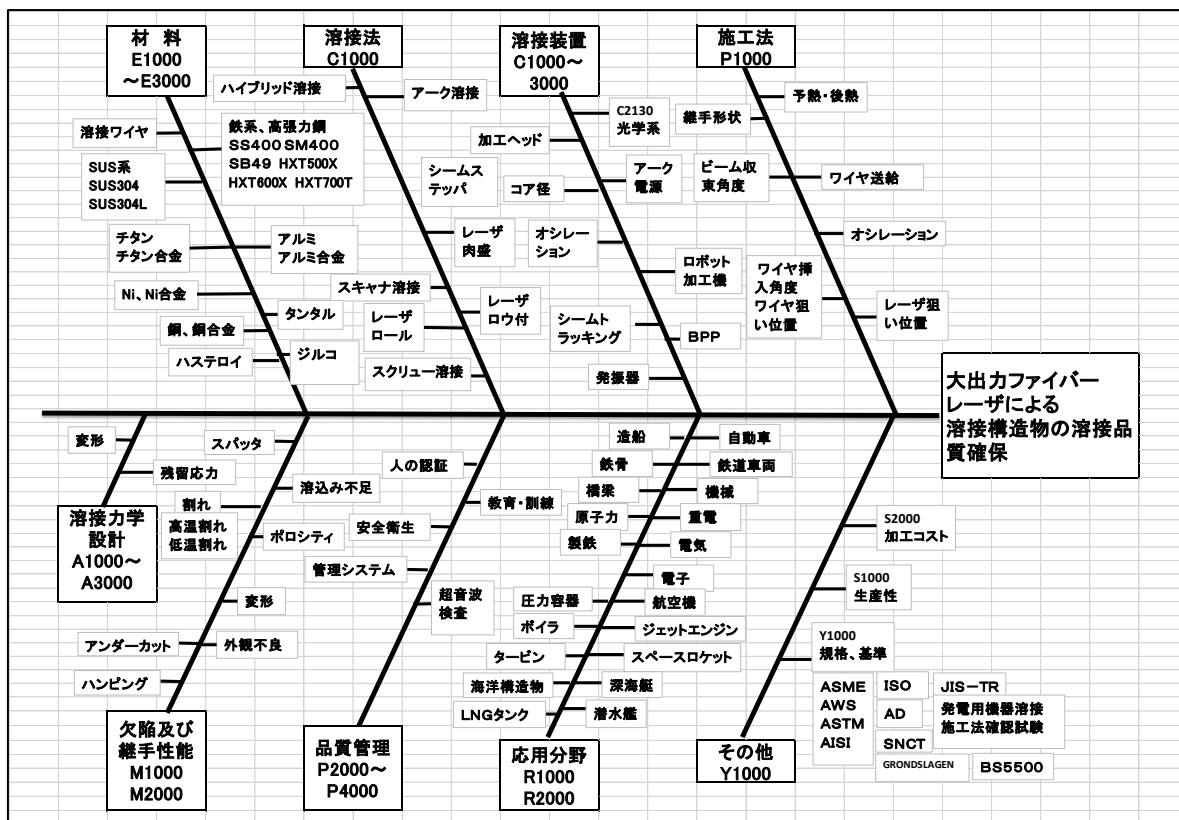 材 料
E1000
～E3000
溶接法
C1000
溶接装置
C1000～
3000
施工法
P1000
溶接ワイヤ
鉄系、高張力鋼
SS400 SM400
SB49 HXT500X
HXT600X HXT700T
SUS系
SUS304
SUS304L
チタン
チタン合金
アルミ
アルミ合金
Ni、Ni合金
タンタル
銅、銅合金
ハステロイ
ジルコ
ハイブリッド溶接
アーク溶接
シームス
テッパ
レーザ
肉盛
スキャナ溶接
レーザ
ロール
レーザ
ロウ付
スクリュー溶接
C2130
光学系
加工ヘッド
アーク
電源
コア径
オシレー
ション
ロボット
加工機
シームト
ラッキング
BPP
発振器
予熱・後熱
継手形状
ビーム収
束角度
ワイヤ送給
オシレーション
ワイヤ挿
入角度
ワイヤ狙
い位置
レーザ狙
い位置
大出力ファイバー
レーザによる
溶接構造物の溶接品
質確保
変形
残留応力
溶接力学
設計
A1000～
A3000
スパッタ
溶込み不足
割れ
高温割れ
低温割れ
ポロシティ
変形
アンダーカット
外観不良
ハンピング
欠陥及び
継手性能
M1000
M2000
人の認証
教育・訓練
安全衛生
管理システム
超音波
検査
品質管理
P2000～
P4000
造船
自動車
鉄骨
鉄道車両
橋梁
機械
原子力
重電
製鉄
電気
電子
圧力容器
航空機
ボイラ
ジェットエンジン
タービン
スペースロケット
海洋構造物
深海艇
LNGタンク
潜水艦
応用分野
R1000
R2000
S2000
加工コスト
S1000
生産性
Y1000
規格、基準
ASME
AWS
ASTM
AISI
ISO
AD
SNCT
GRONDSLAGEN
JIS－TR
発電用機器溶接
施工法確認試験
BS5500
その他
Y1000